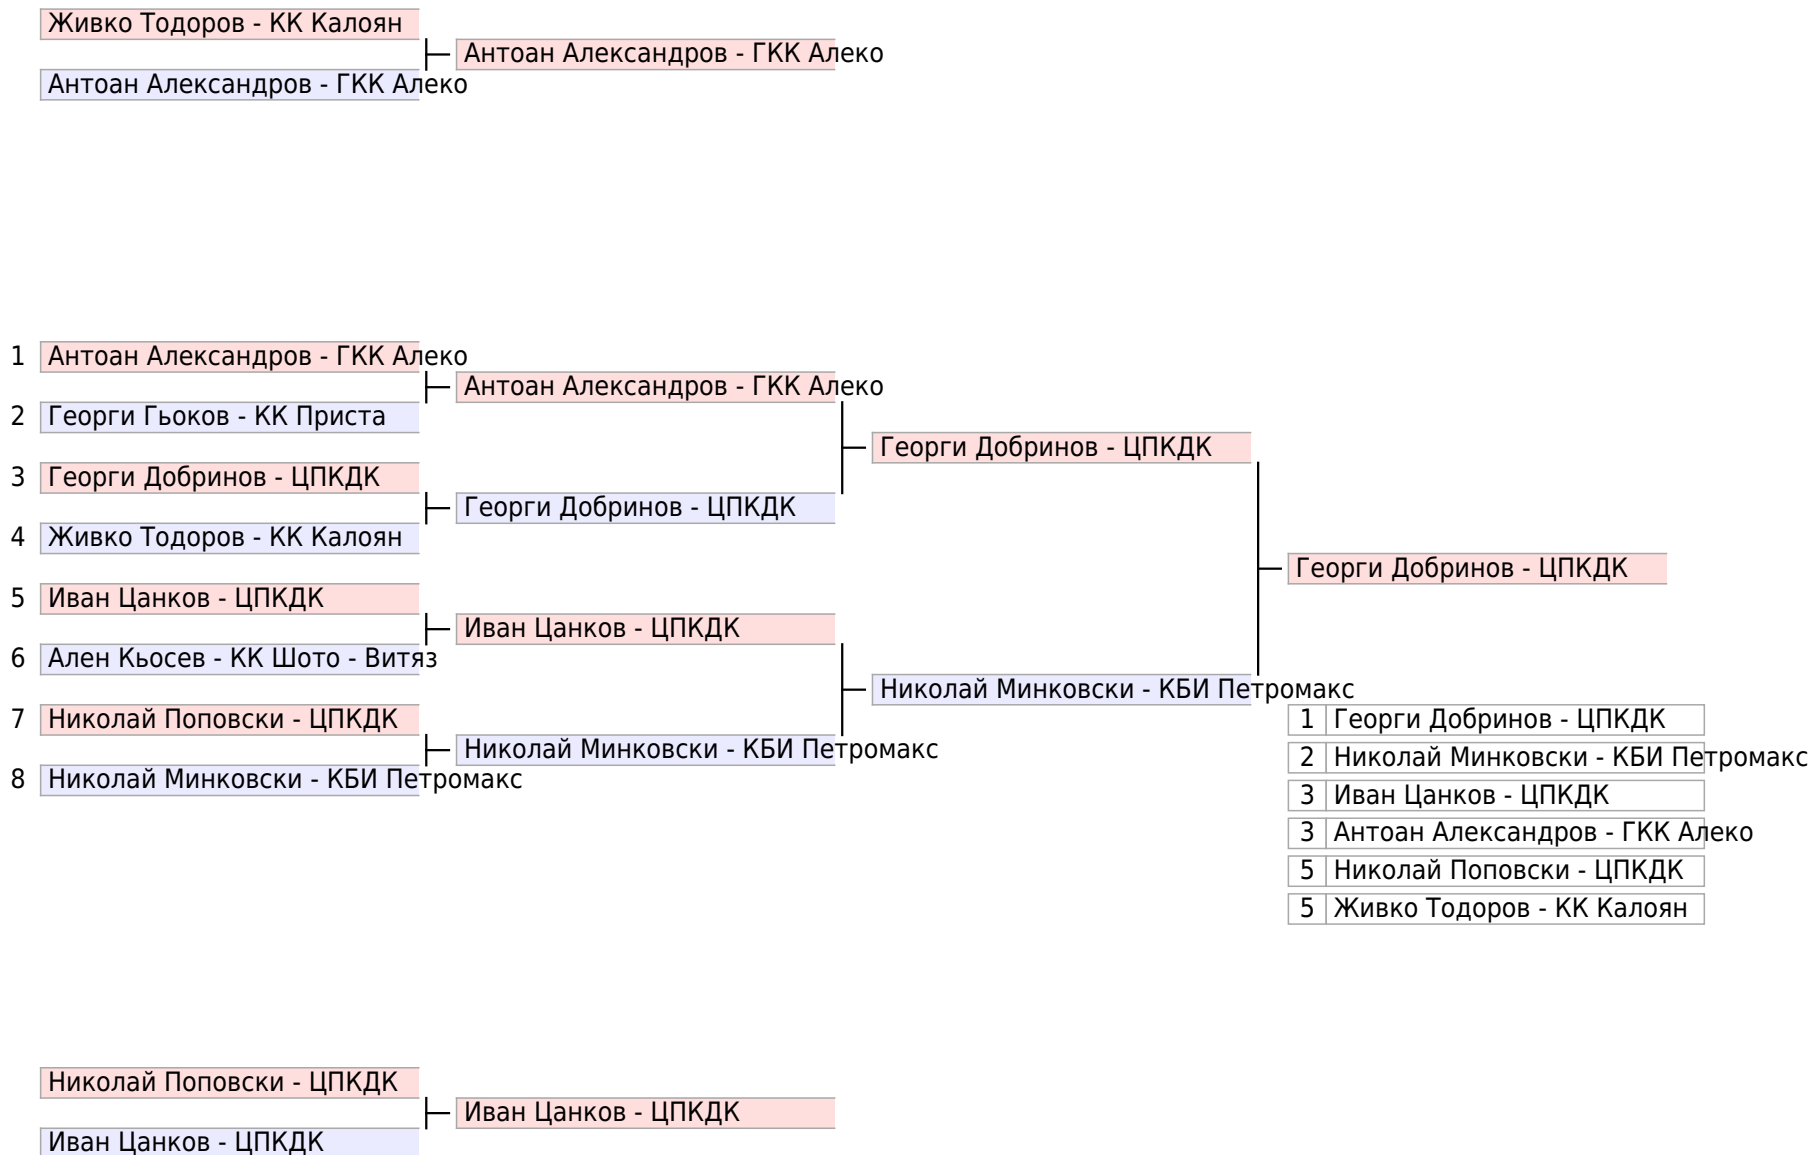 Живко Тодоров - КК Калоян
Антоан Александров - ГКК Алеко
Антоан Александров - ГКК Алеко
1 Антоан Александров - ГКК Алеко
Антоан Александров - ГКК Алеко
2 Георги Гьоков - КК Приста
Георги Добринов - ЦПКДК
3 Георги Добринов - ЦПКДК
Георги Добринов - ЦПКДК
4 Живко Тодоров - КК Калоян
Георги Добринов - ЦПКДК
5 Иван Цанков - ЦПКДК
Иван Цанков - ЦПКДК
6 Ален Кьосев - КК Шото - Витяз
Николай Минковски - КБИ Петромакс
7 Николай Поповски - ЦПКДК
Николай Минковски - КБИ Петромакс
8 Николай Минковски - КБИ Петромакс
1 Георги Добринов - ЦПКДК
2 Николай Минковски - КБИ Петромакс
3 Иван Цанков - ЦПКДК
3 Антоан Александров - ГКК Алеко
5 Николай Поповски - ЦПКДК
5 Живко Тодоров - КК Калоян
Николай Поповски - ЦПКДК
Иван Цанков - ЦПКДК
Иван Цанков - ЦПКДК